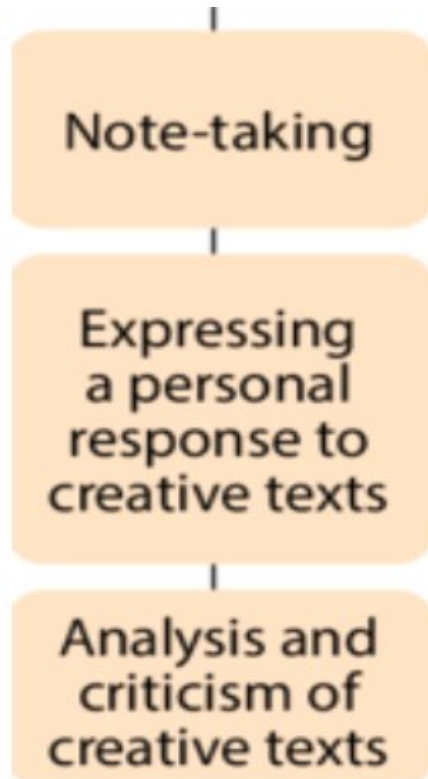 Note-taking
Expressing
a personal
response to
creative texts
Analysis and
criticism of
creative texts